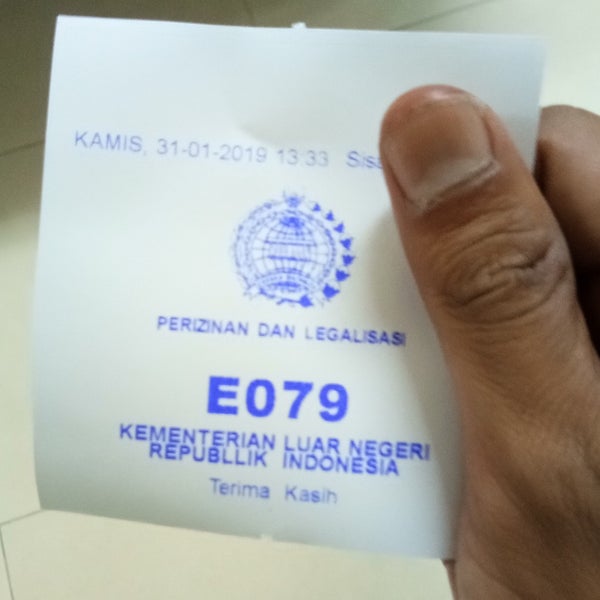 KAMIS, 31-01-2019 13:33
PERIZINAN DAN LEGALISASI
E079
KEMENTERIAN LUAR NEGERI
REPUBLLIK INDONESIA
Terima Kasih